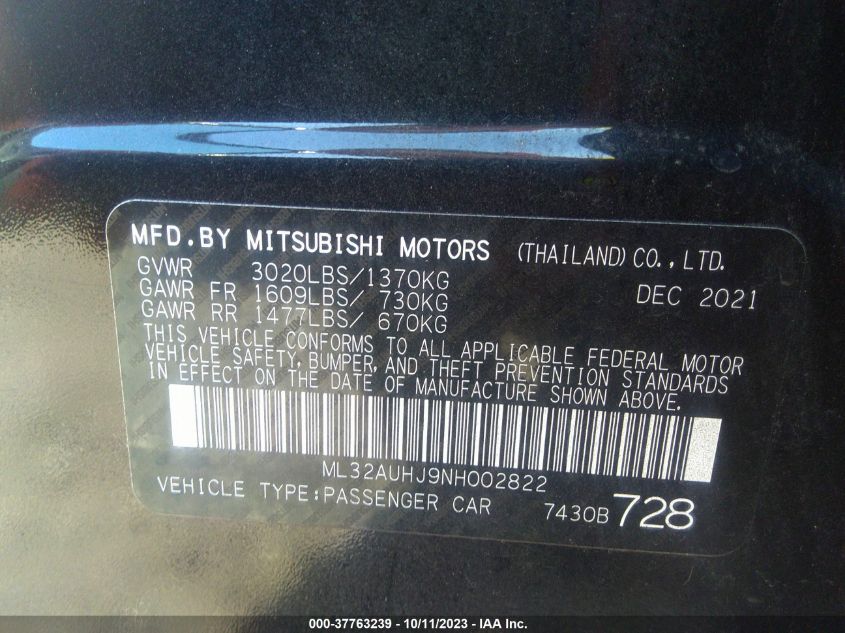 MFD.BY MITSUBISHI MOTORS (THAILAND) CO., LTD.
GVWR 3020LBS/1370KG
GAWR FR 1609LBS/ 730KG DEC 2021
GAWR RR 1477LBS/ 670KG
THIS VEHICLE CONFORMS TO ALL APPLICABLE FEDERAL MOTOR
VEHICLE SAFETY, BUMPER, AND THEFT PREVENTION STANDARDS
IN EFFECT ON THE DATE OF MANUFACTURE SHOWN ABOVE.
ML32AUHJ9NH002822
VEHICLE TYPE:PASSENGER CAR 7430B 728
000-37763239 - 10/11/2023 - IAA Inc.